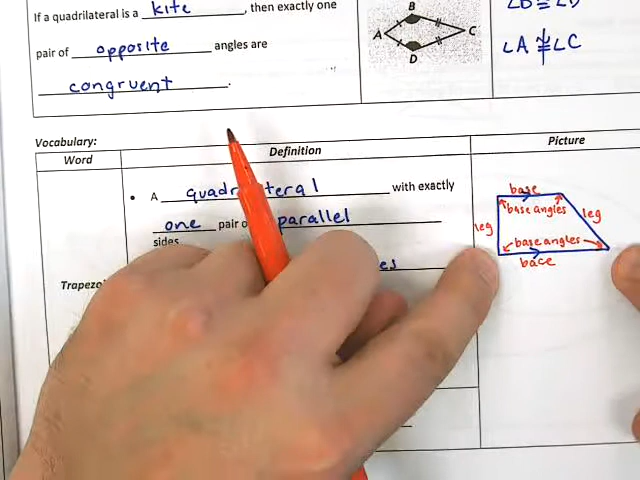 If a quadrilateral is a kite, then exactly one
pair of opposite angles are
congruent.
B
A
C
D
∠B ≅ ∠D
∠A ≇ ∠C
Vocabulary:
Word
Definition
Picture
• A quadrilateral with exactly
one pair of parallel
sides
base
base angles
leg
leg
base angles
base